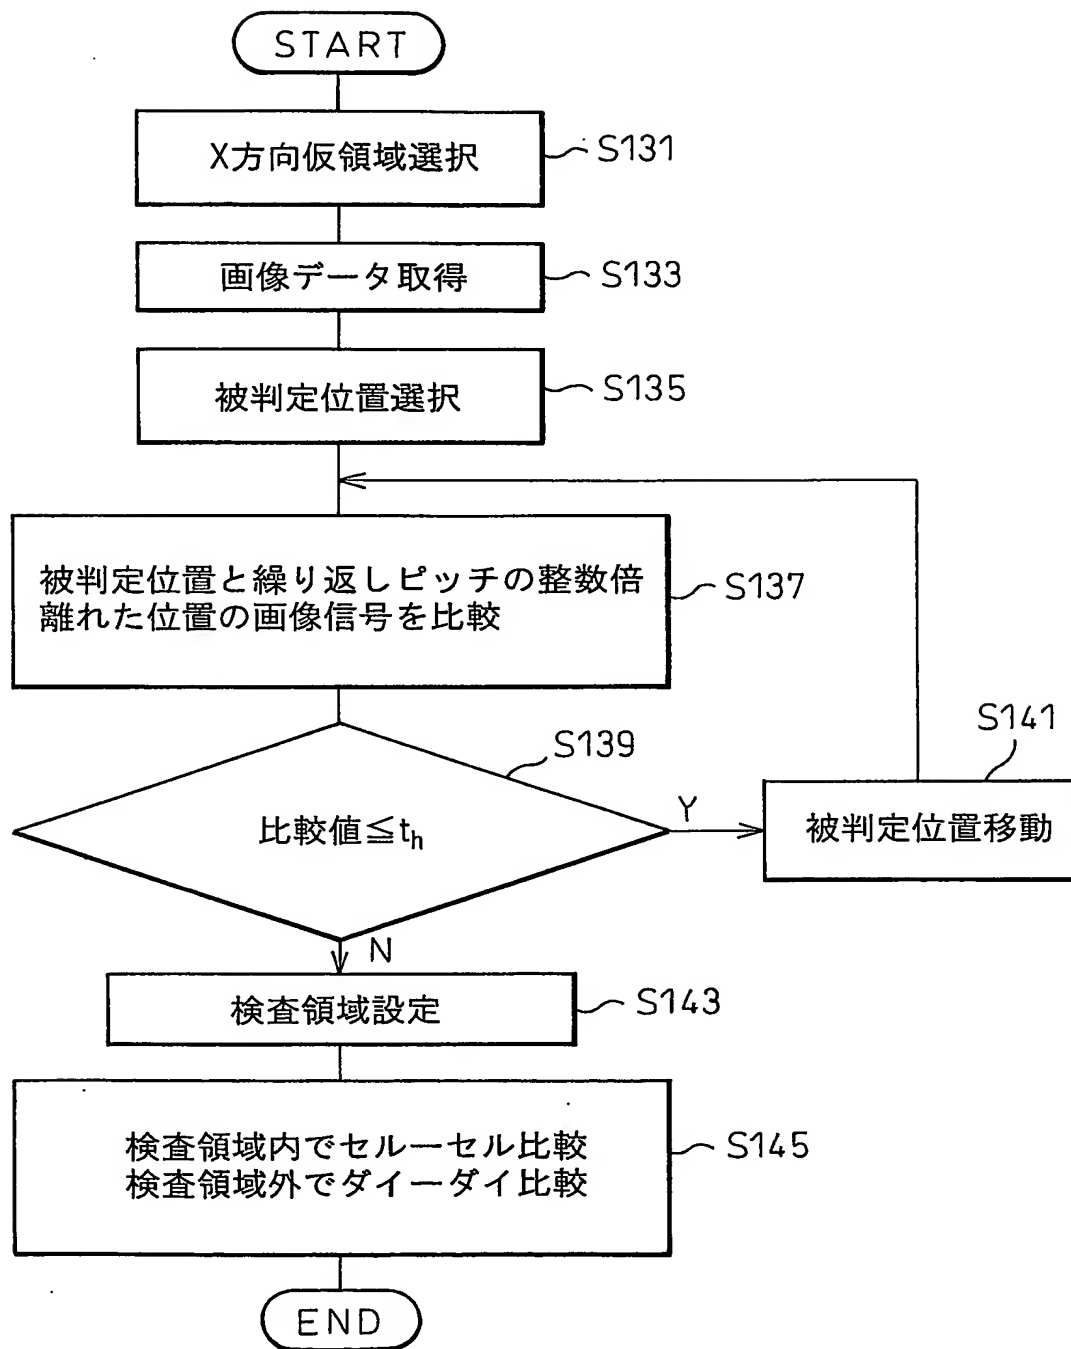 START
X方向仮領域選択
S131
画像データ取得
S133
被判定位置選択
S135
被判定位置と繰り返しピッチの整数倍
離れた位置の画像信号を比較
S137
S139
比較値≦th
Y
S141
被判定位置移動
N
検査領域設定
S143
検査領域内でセルーセル比較
検査領域外でダイーダイ比較
S145
END